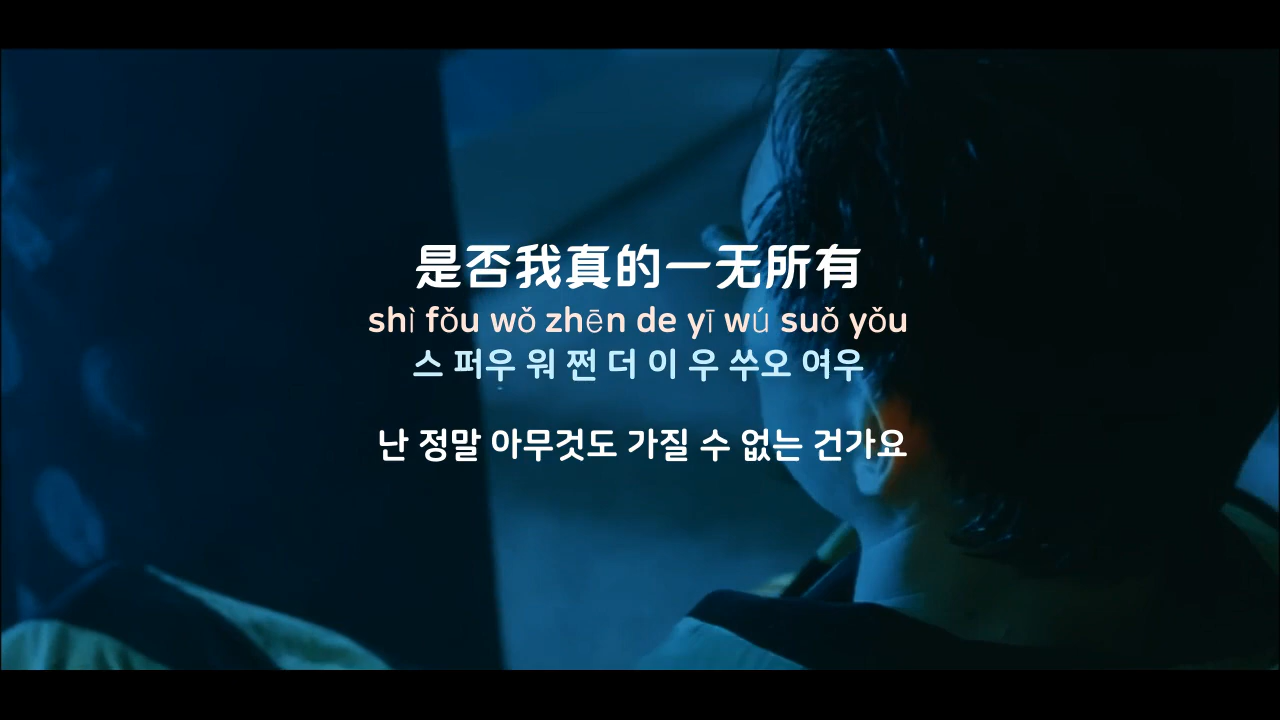 是否我真的一无所有
shì fǒu wǒ zhēn de yī wú suǒ yǒu
스 퍼우 워 쩐 더 이 우 쑤오 여우
난 정말 아무것도 가질 수 없는 건가요